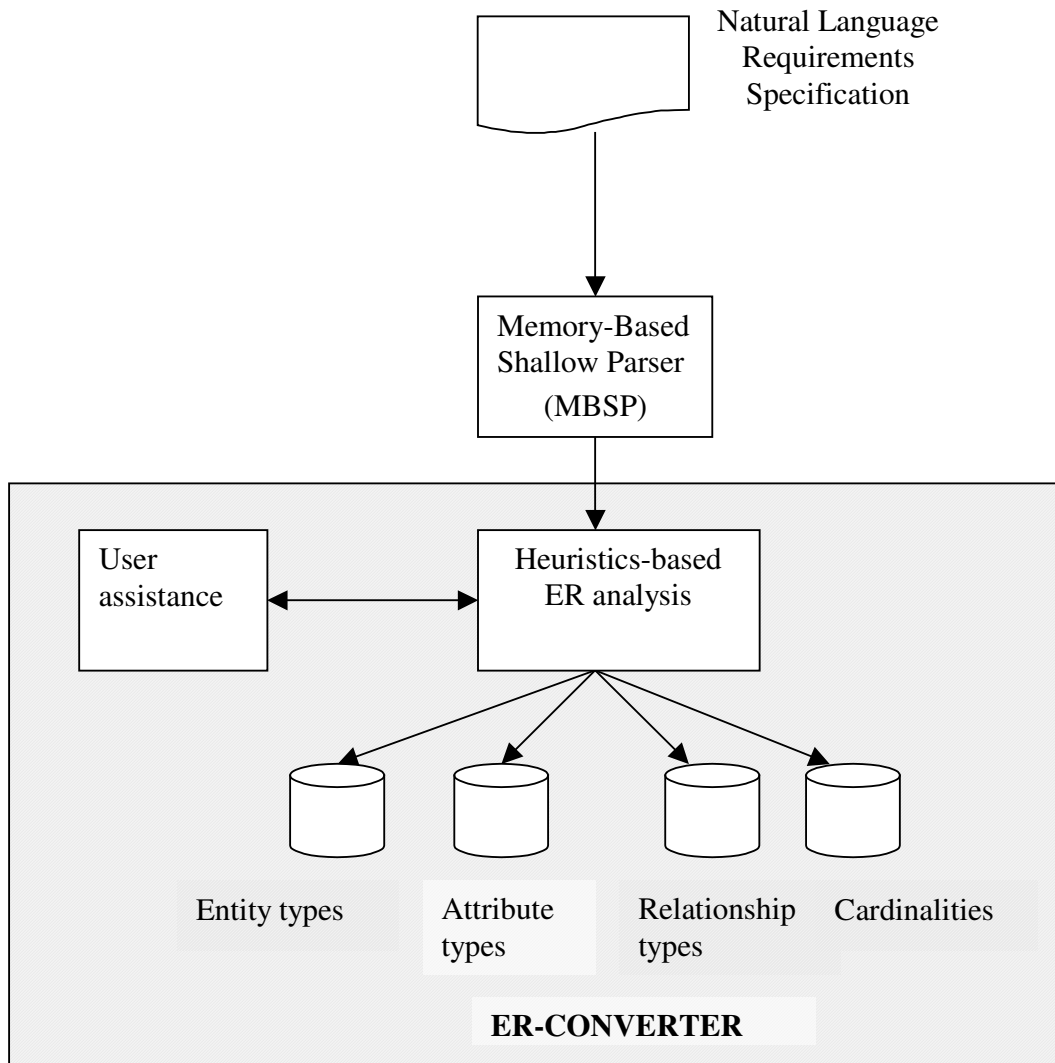 Natural Language
Requirements
Specification
Memory-Based
Shallow Parser
(MBSP)
User
assistance
Heuristics-based
ER analysis
Entity types
Attribute
types
Relationship
types
Cardinalities
ER-CONVERTER